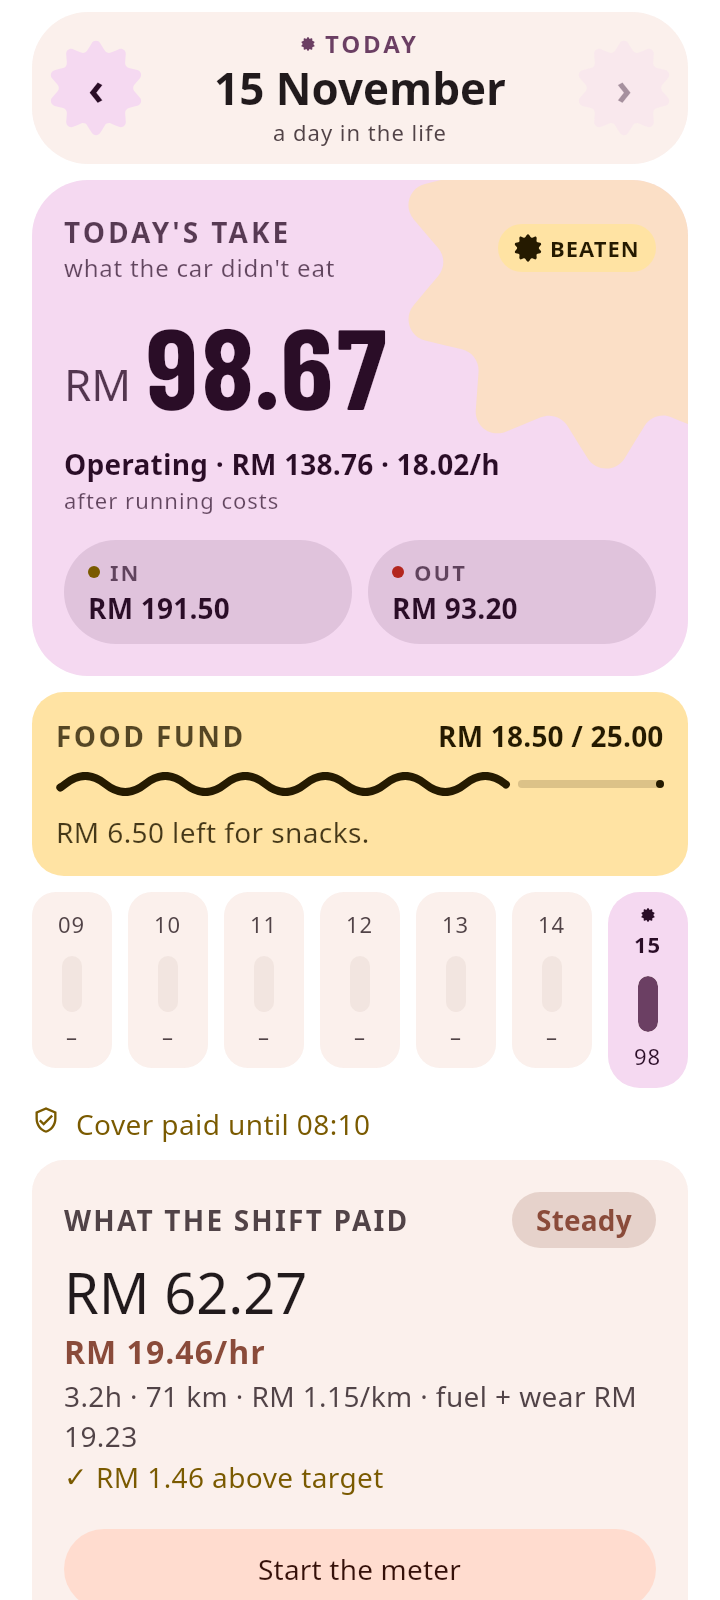 TODAY
‹
15 November
›
a day in the life
TODAY'S TAKE
what the car didn't eat
BEATEN
RM 98.67
Operating · RM 138.76 · 18.02/h
after running costs
IN
RM 191.50
OUT
RM 93.20
FOOD FUND
RM 18.50 / 25.00
RM 6.50 left for snacks.
09
–
10
–
11
–
12
–
13
–
14
–
15
98
Cover paid until 08:10
WHAT THE SHIFT PAID
Steady
RM 62.27
RM 19.46/hr
3.2h · 71 km · RM 1.15/km · fuel + wear RM
19.23
✓ RM 1.46 above target
Start the meter